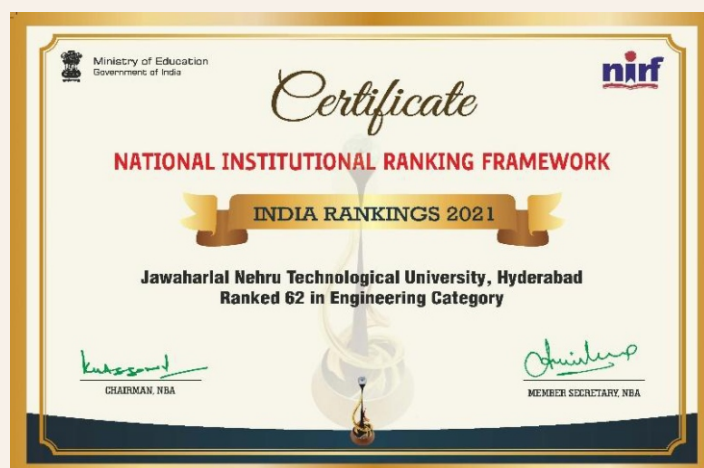 Ministry of Education
Government of India
nirf
Certificate
NATIONAL INSTITUTIONAL RANKING FRAMEWORK
INDIA RANKINGS 2021
Jawaharlal Nehru Technological University, Hyderabad
Ranked 62 in Engineering Category
CHAIRMAN, NBA
MEMBER SECRETARY, NBA